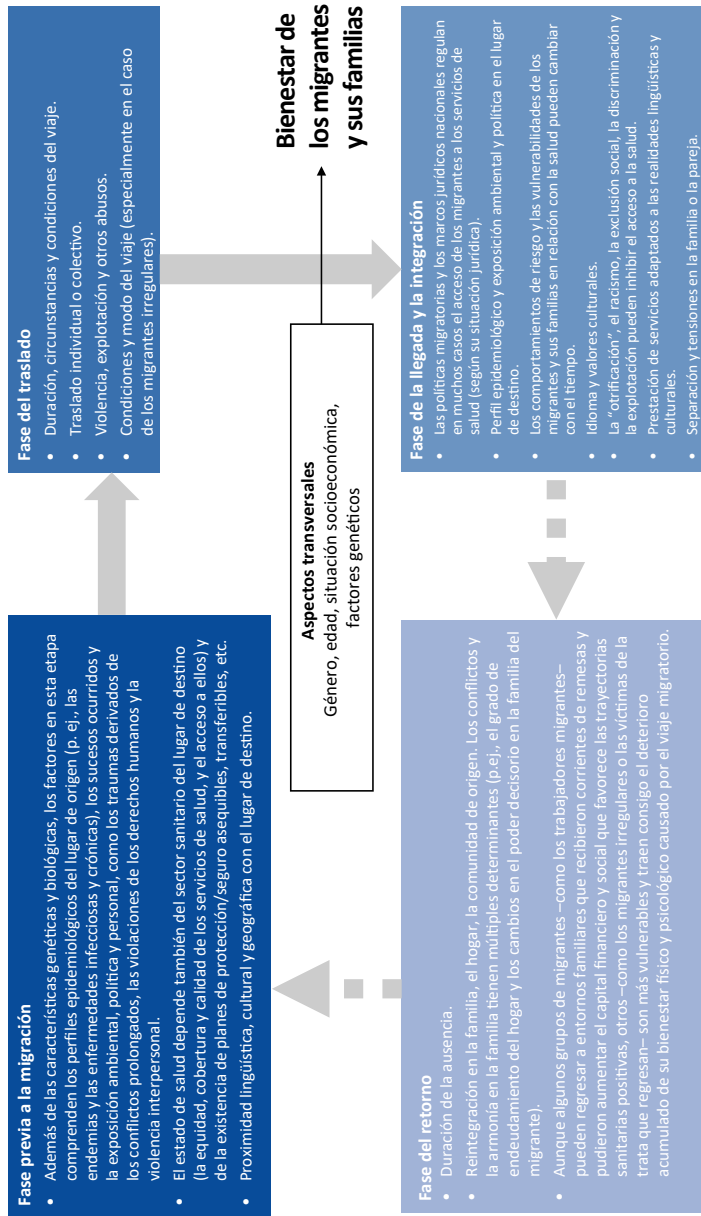 Fase previa a la migración
• Además de las características genéticas y biológicas, los factores en esta etapa
comprenden los perfiles epidemiológicos del lugar de origen (p. ej., las
endemias y las enfermedades infecciosas y crónicas), los sucesos ocurridos y
la exposición ambiental, política y personal, como los traumas derivados de
los conflictos prolongados, las violaciones de los derechos humanos y la
violencia interpersonal.
• El estado de salud depende también del sector sanitario del lugar de destino
(la equidad, cobertura y calidad de los servicios de salud, y el acceso a ellos) y
de la existencia de planes de protección/seguro asequibles, transferibles, etc.
• Proximidad lingüística, cultural y geográfica con el lugar de destino.
Fase del traslado
• Duración, circunstancias y condiciones del viaje.
• Traslado individual o colectivo.
• Violencia, explotación y otros abusos.
• Condiciones y modo del viaje (especialmente en el caso
de los migrantes irregulares).
Aspectos transversales
Género, edad, situación socioeconómica,
factores genéticos
Bienestar de
los migrantes
y sus familias
Fase del retorno
• Duración de la ausencia.
• Reintegración en la familia, el hogar, la comunidad de origen. Los conflictos y
la armonía en la familia tienen múltiples determinantes (p.ej., el grado de
endeudamiento del hogar y los cambios en el poder decisorio en la familia del
migrante).
• Aunque algunos grupos de migrantes –como los trabajadores migrantes–
pueden regresar a entornos familiares que recibieron corrientes de remesas y
pudieron aumentar el capital financiero y social que favorece las trayectorias
sanitarias positivas, otros –como los migrantes irregulares o las víctimas de la
trata que regresan– son más vulnerables y traen consigo el deterioro
acumulado de su bienestar físico y psicológico causado por el viaje migratorio.
Fase de la llegada y la integración
• Las políticas migratorias y los marcos jurídicos nacionales regulan
en muchos casos el acceso de los migrantes a los servicios de
salud (según su situación jurídica).
• Perfil epidemiológico y exposición ambiental y política en el lugar
de destino.
• Los comportamientos de riesgo y las vulnerabilidades de los
migrantes y sus familias en relación con la salud pueden cambiar
con el tiempo.
• Idioma y valores culturales.
• La “otrificación”, el racismo, la exclusión social, la discriminación y
la explotación pueden inhibir el acceso a la salud.
• Prestación de servicios adaptados a las realidades lingüísticas y
culturales.
• Separación y tensiones en la familia o la pareja.